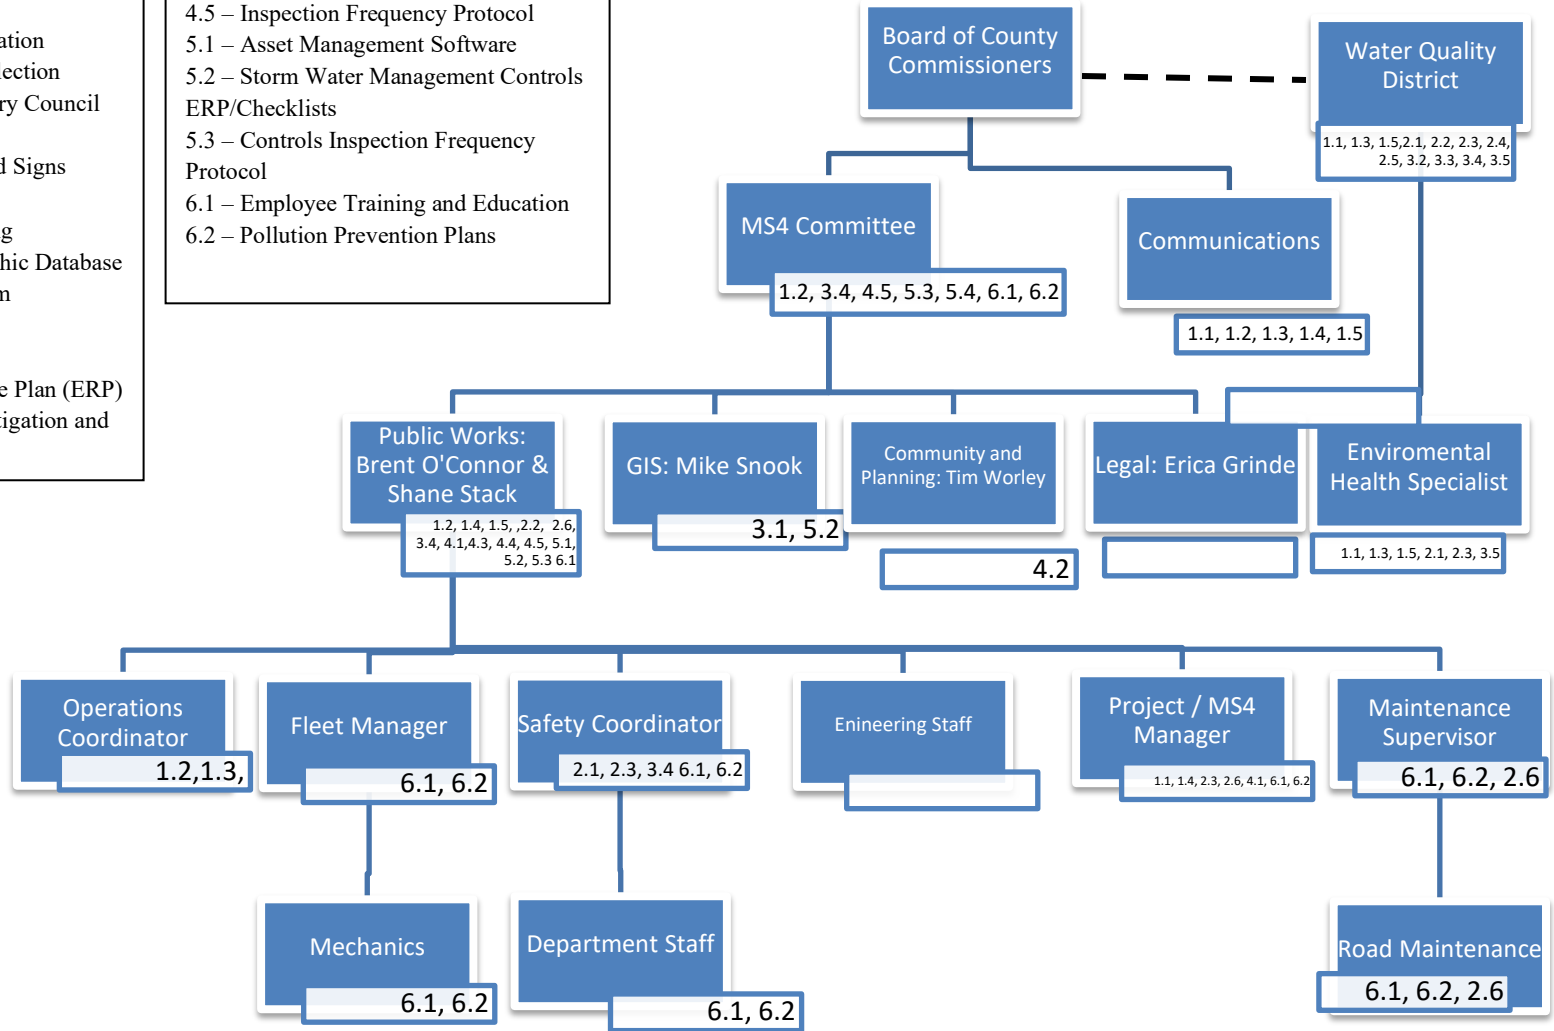 ation
lection
ry Council
d Signs
g
hic Database
m
e Plan (ERP)
tigation and
4.5 – Inspection Frequency Protocol
5.1 – Asset Management Software
5.2 – Storm Water Management Controls
ERP/Checklists
5.3 – Controls Inspection Frequency
Protocol
6.1 – Employee Training and Education
6.2 – Pollution Prevention Plans
Board of County
Commissioners
Water Quality
District
1.1, 1.3, 1.5,2.1, 2.2, 2.3, 2.4,
2.5, 3.2, 3.3, 3.4, 3.5
MS4 Committee
1.2, 3.4, 4.5, 5.3, 5.4, 6.1, 6.2
Communications
1.1, 1.2, 1.3, 1.4, 1.5
Public Works:
Brent O'Connor &
Shane Stack
1.2, 1.4, 1.5, ,2.2, 2.6,
3.4, 4.1,4.3, 4.4, 4.5, 5.1,
5.2, 5.3 6.1
GIS: Mike Snook
3.1, 5.2
Community and
Planning: Tim Worley
4.2
Legal: Erica Grinde
Enviromental
Health Specialist
1.1, 1.3, 1.5, 2.1, 2.3, 3.5
Operations
Coordinator
1.2,1.3,
Fleet Manager
6.1, 6.2
Safety Coordinator
2.1, 2.3, 3.4 6.1, 6.2
Enineering Staff
Project / MS4
Manager
1.1, 1.4, 2.3, 2.6, 4.1, 6.1, 6.2
Maintenance
Supervisor
6.1, 6.2, 2.6
Mechanics
6.1, 6.2
Department Staff
6.1, 6.2
Road Maintenance
6.1, 6.2, 2.6